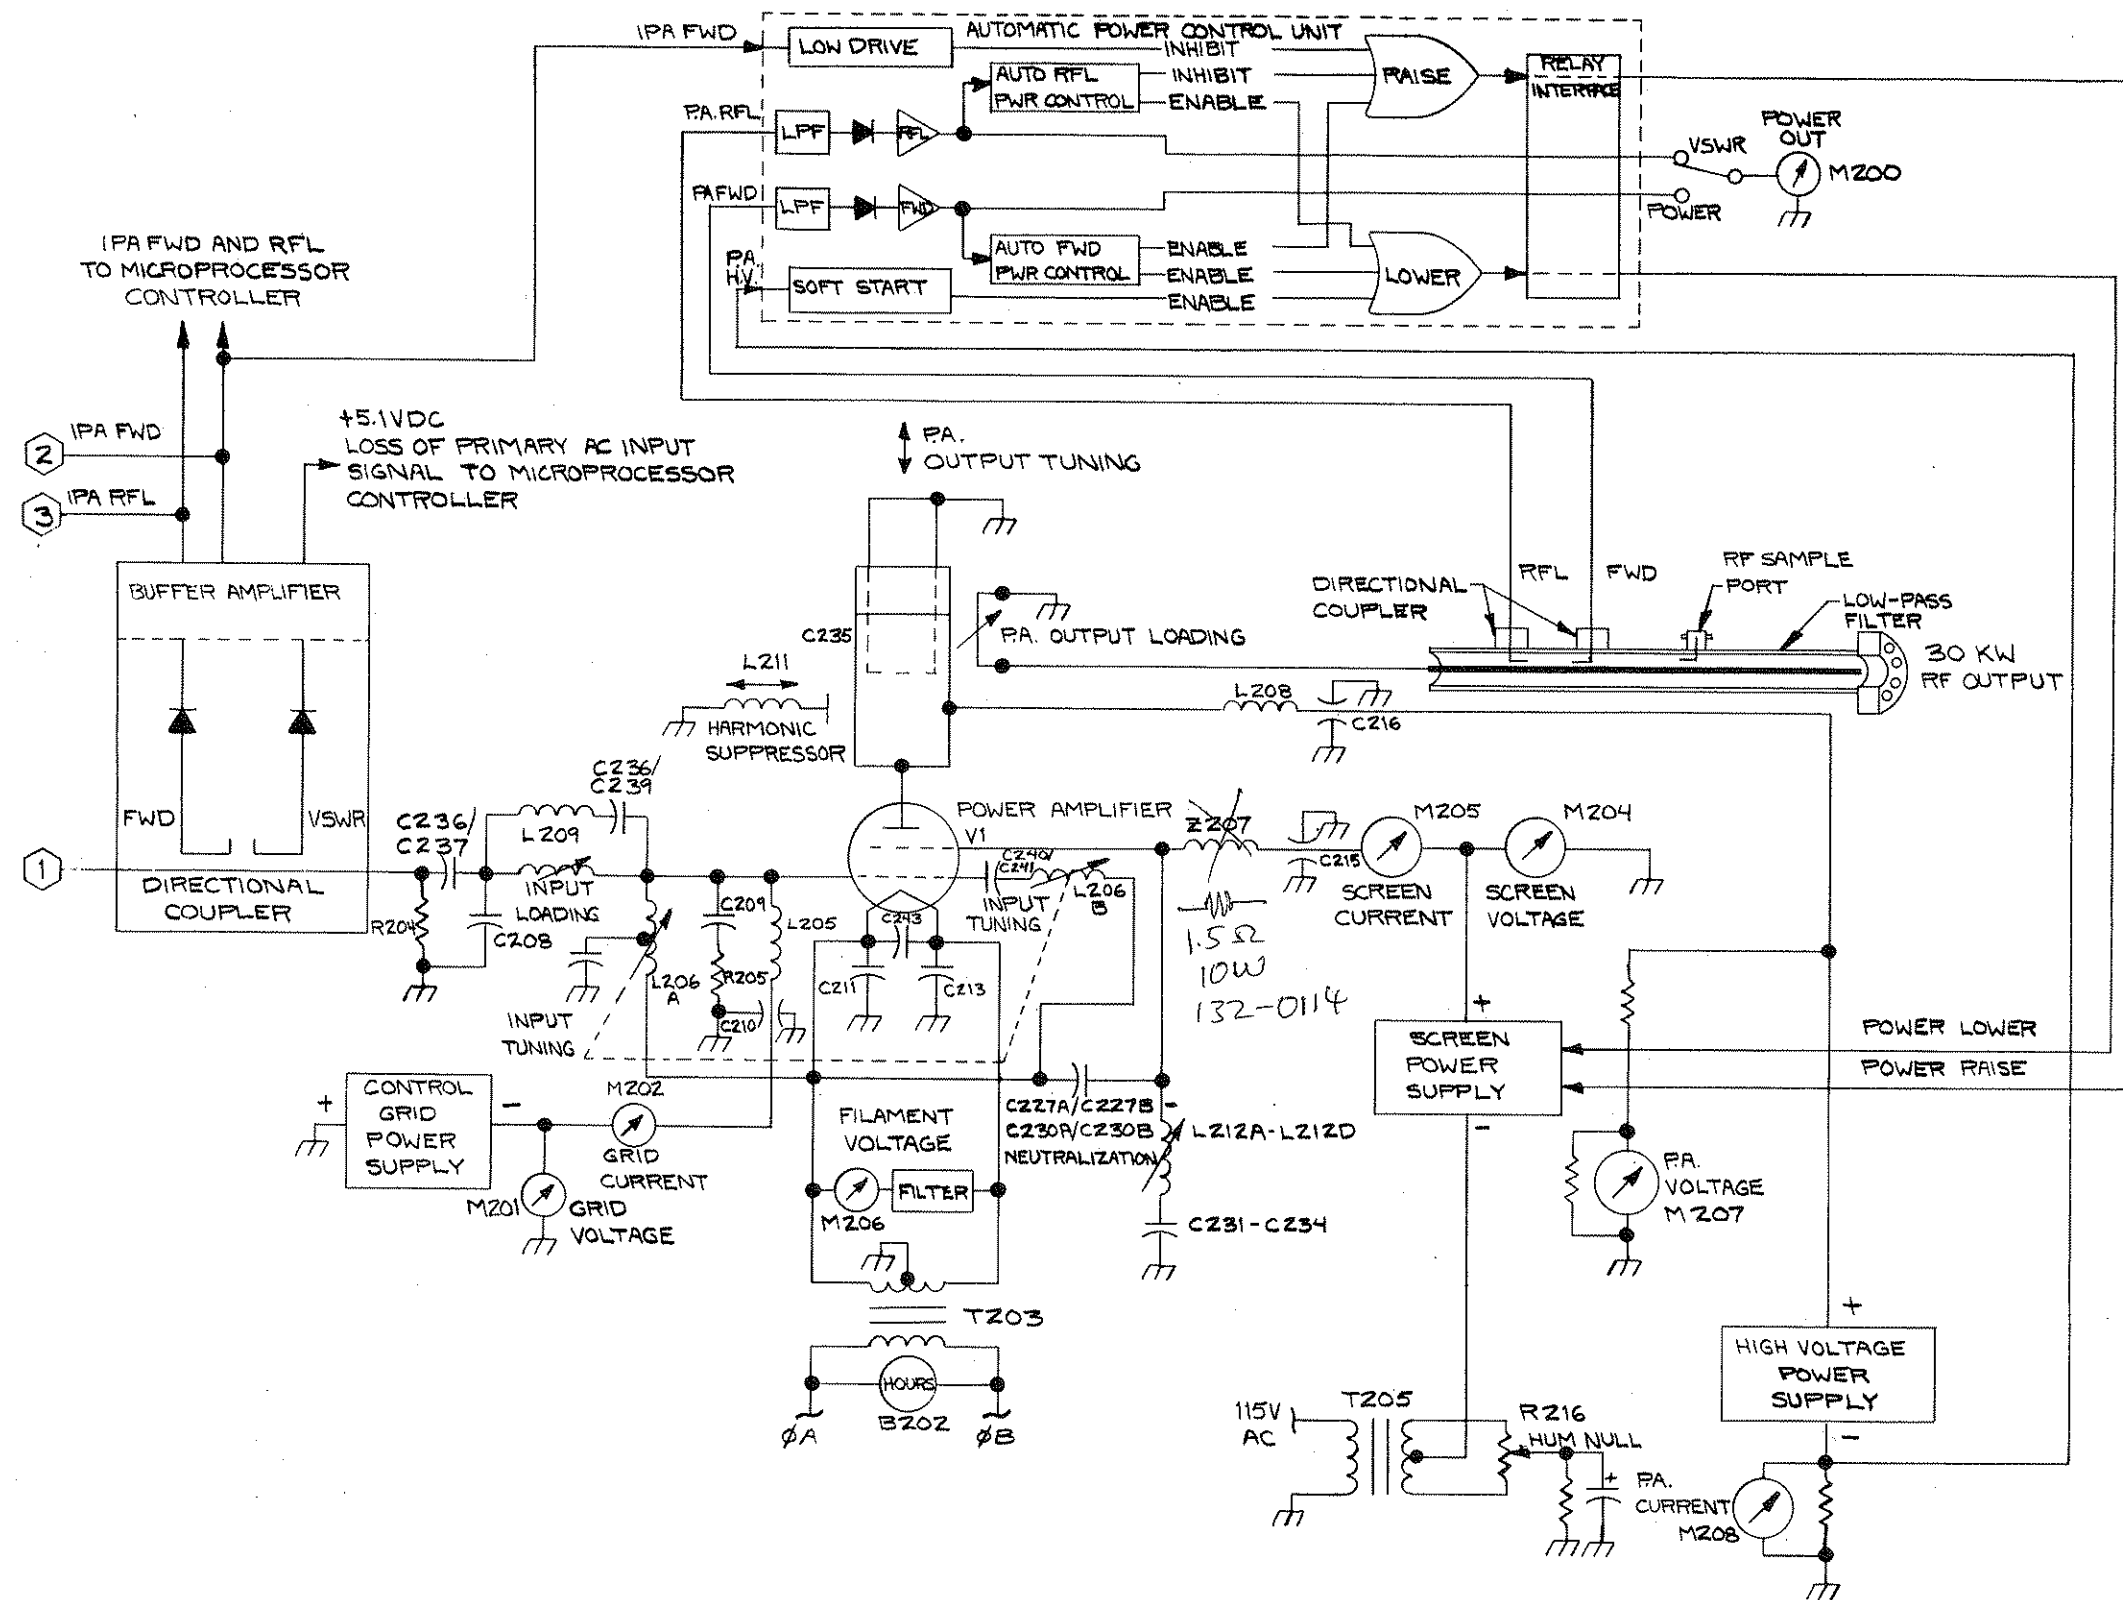 IPA FWD
AUTOMATIC POWER CONTROL UNIT
LOW DRIVE
INHIBIT
AUTO RFL
PWR CONTROL
INHIBIT
ENABLE
RAISE
RELAY
INTERFACE
P.A. RFL
LPF
RFL
VSWR
POWER
OUT
M200
POWER
PA FWD
LPF
FWD
AUTO FWD
PWR CONTROL
ENABLE
ENABLE
ENABLE
LOWER
P.A.
H.V.
SOFT START
IPA FWD AND RFL
TO MICROPROCESSOR
CONTROLLER
2
IPA FWD
3
IPA RFL
+5.1VDC
LOSS OF PRIMARY AC INPUT
SIGNAL TO MICROPROCESSOR
CONTROLLER
P.A.
OUTPUT TUNING
BUFFER AMPLIFIER
FWD
VSWR
1
DIRECTIONAL
COUPLER
C235
P.A. OUTPUT LOADING
L211
HARMONIC
SUPPRESSOR
DIRECTIONAL
COUPLER
RFL
FWD
RF SAMPLE
PORT
LOW-PASS
FILTER
30 KW
RF OUTPUT
L208
C216
C236/
C237
C236/
C239
L209
INPUT
LOADING
R204
C208
L206
A
INPUT
TUNING
C209
R205
C210
L205
POWER AMPLIFIER
V1
C240/
C241
INPUT
TUNING
L206
B
C243
C211
C213
Z207
C215
1.5 Ω
10W
132-0114
M205
SCREEN
CURRENT
M204
SCREEN
VOLTAGE
+
SCREEN
POWER
SUPPLY
-
POWER LOWER
POWER RAISE
+
CONTROL
GRID
POWER
SUPPLY
-
M202
GRID
CURRENT
M201
GRID
VOLTAGE
FILAMENT
VOLTAGE
M206
FILTER
C227A/C227B -
C230A/C230B
NEUTRALIZATION
L212A-L212D
C231-C234
P.A.
VOLTAGE
M207
T203
HOURS
B202
ØA
ØB
115V
AC
T205
R216
HUM NULL
+
+
HIGH VOLTAGE
POWER
SUPPLY
-
P.A.
CURRENT
M208